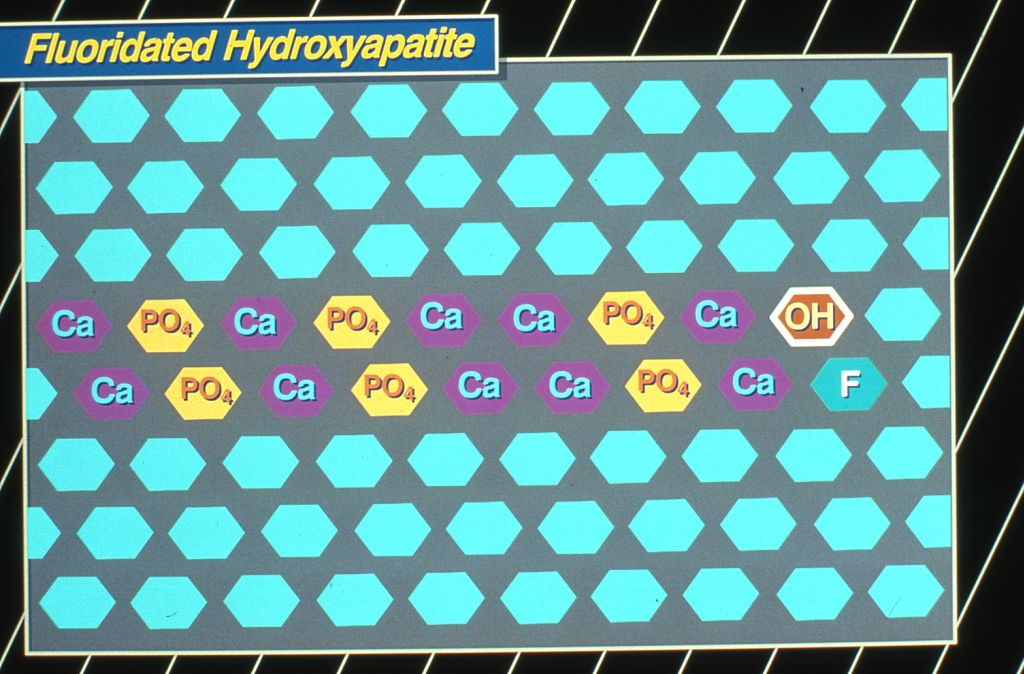 Fluoridated Hydroxyapatite
Ca PO₄ Ca PO₄ Ca Ca PO₄ Ca OH
Ca PO₄ Ca PO₄ Ca Ca PO₄ Ca F